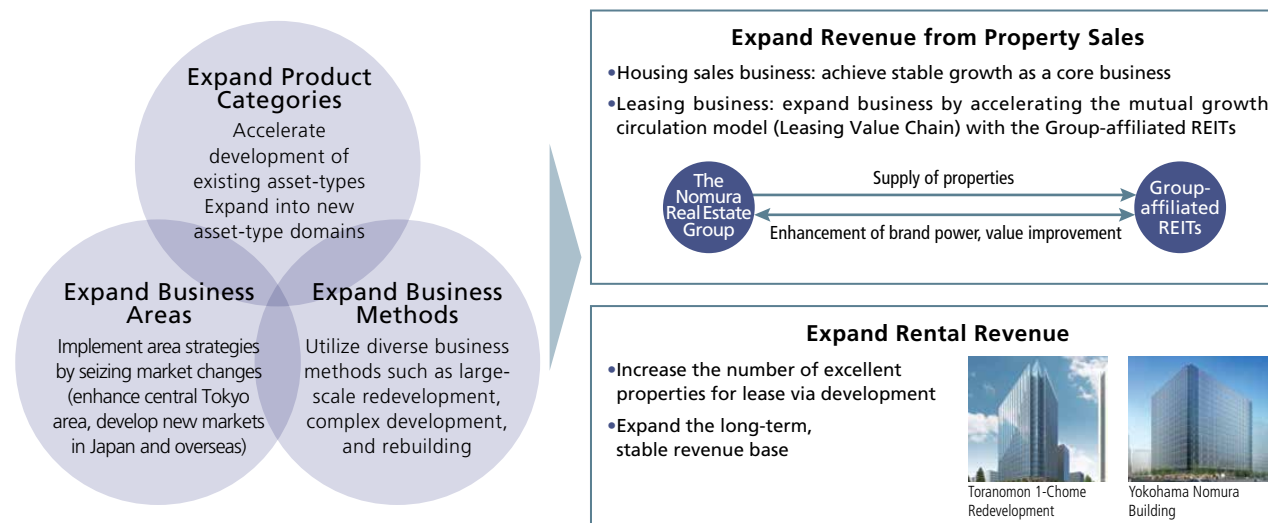 Expand Product
Categories
Accelerate
development of
existing asset-types
Expand into new
asset-type domains
Expand Business
Areas
Implement area strategies
by seizing market changes
(enhance central Tokyo
area, develop new markets
in Japan and overseas)
Expand Business
Methods
Utilize diverse business
methods such as large-
scale redevelopment,
complex development,
and rebuilding
Expand Revenue from Property Sales
•Housing sales business: achieve stable growth as a core business
•Leasing business: expand business by accelerating the mutual growth
circulation model (Leasing Value Chain) with the Group-affiliated REITs
The
Nomura
Real Estate
Group
Supply of properties
Enhancement of brand power, value improvement
Group-
affiliated
REITs
Expand Rental Revenue
•Increase the number of excellent
properties for lease via development
•Expand the long-term,
stable revenue base
Toranomon 1-Chome
Redevelopment
Yokohama Nomura
Building